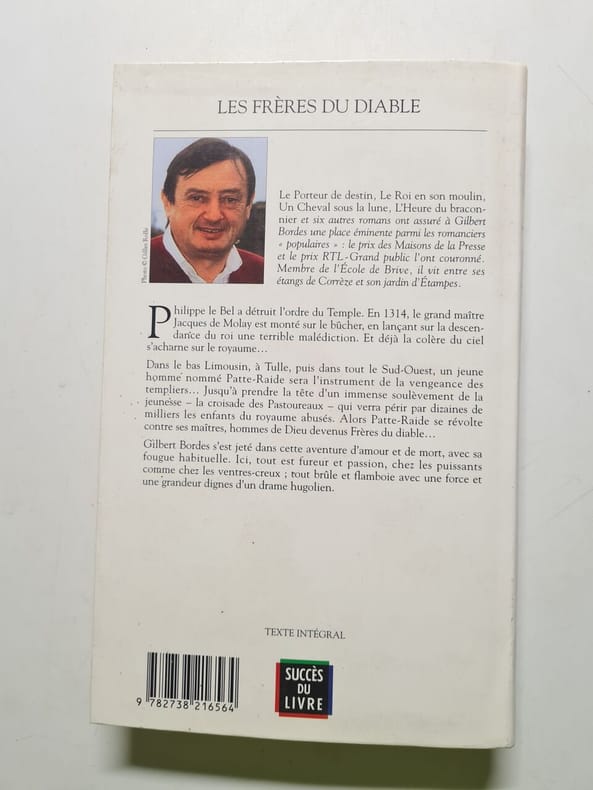 LES FRÈRES DU DIABLE
Photo © Gilles Rolle
Le Porteur de destin, Le Roi en son moulin,
Un Cheval sous la lune, L'Heure du bracon-
nier et six autres romans ont assuré à Gilbert
Bordes une place éminente parmi les romanciers
« populaires » : le prix des Maisons de la Presse
et le prix RTL-Grand public l'ont couronné.
Membre de l'École de Brive, il vit entre ses
étangs de Corrèze et son jardin d'Étampes.
Philippe le Bel a détruit l'ordre du Temple. En 1314, le grand maître
Jacques de Molay est monté sur le bûcher, en lançant sur la descen-
dance du roi une terrible malédiction. Et déjà la colère du ciel
s'acharne sur le royaume…
Dans le bas Limousin, à Tulle, puis dans tout le Sud-Ouest, un jeune
homme nommé Patte-Raide sera l'instrument de la vengeance des
templiers… Jusqu'à prendre la tête d'un immense soulèvement de la
jeunesse – la croisade des Pastoureaux – qui verra périr par dizaines de
milliers les enfants du royaume abusés. Alors Patte-Raide se révolte
contre ses maîtres, hommes de Dieu devenus Frères du diable…
Gilbert Bordes s'est jeté dans cette aventure d'amour et de mort, avec sa
fougue habituelle. Ici, tout est fureur et passion, chez les puissants
comme chez les ventres-creux ; tout brûle et flamboie avec une force et
une grandeur dignes d'un drame hugolien.
TEXTE INTÉGRAL
SUCCÈS
DU
LIVRE
9 782738 216564